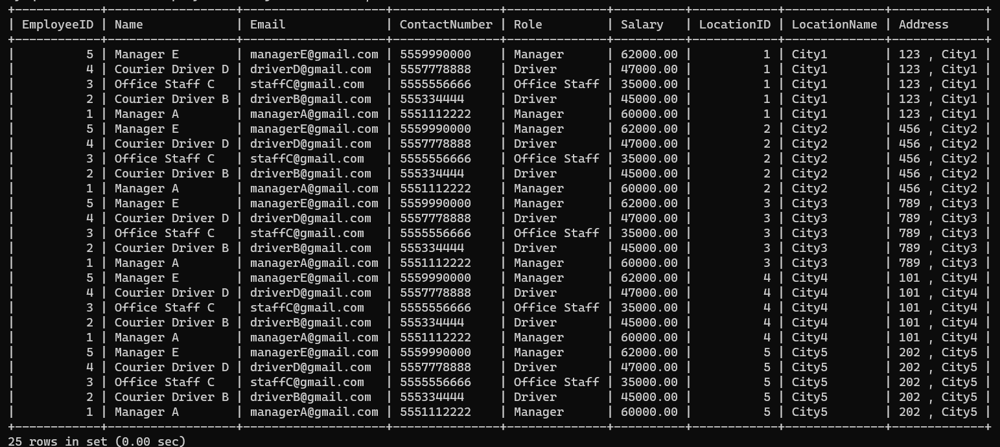 +------------+------------------+---------------------+---------------+--------------+----------+------------+--------------+-------------+
| EmployeeID | Name             | Email               | ContactNumber | Role         | Salary   | LocationID | LocationName | Address     |
+------------+------------------+---------------------+---------------+--------------+----------+------------+--------------+-------------+
|          5 | Manager E        | managerE@gmail.com  | 5559990000    | Manager      | 62000.00 |          1 | City1        | 123 , City1 |
|          4 | Courier Driver D | driverD@gmail.com   | 5557778888    | Driver       | 47000.00 |          1 | City1        | 123 , City1 |
|          3 | Office Staff C   | staffC@gmail.com    | 5555556666    | Office Staff | 35000.00 |          1 | City1        | 123 , City1 |
|          2 | Courier Driver B | driverB@gmail.com   | 555334444     | Driver       | 45000.00 |          1 | City1        | 123 , City1 |
|          1 | Manager A        | managerA@gmail.com  | 5551112222    | Manager      | 60000.00 |          1 | City1        | 123 , City1 |
|          5 | Manager E        | managerE@gmail.com  | 5559990000    | Manager      | 62000.00 |          2 | City2        | 456 , City2 |
|          4 | Courier Driver D | driverD@gmail.com   | 5557778888    | Driver       | 47000.00 |          2 | City2        | 456 , City2 |
|          3 | Office Staff C   | staffC@gmail.com    | 5555556666    | Office Staff | 35000.00 |          2 | City2        | 456 , City2 |
|          2 | Courier Driver B | driverB@gmail.com   | 555334444     | Driver       | 45000.00 |          2 | City2        | 456 , City2 |
|          1 | Manager A        | managerA@gmail.com  | 5551112222    | Manager      | 60000.00 |          2 | City2        | 456 , City2 |
|          5 | Manager E        | managerE@gmail.com  | 5559990000    | Manager      | 62000.00 |          3 | City3        | 789 , City3 |
|          4 | Courier Driver D | driverD@gmail.com   | 5557778888    | Driver       | 47000.00 |          3 | City3        | 789 , City3 |
|          3 | Office Staff C   | staffC@gmail.com    | 5555556666    | Office Staff | 35000.00 |          3 | City3        | 789 , City3 |
|          2 | Courier Driver B | driverB@gmail.com   | 555334444     | Driver       | 45000.00 |          3 | City3        | 789 , City3 |
|          1 | Manager A        | managerA@gmail.com  | 5551112222    | Manager      | 60000.00 |          3 | City3        | 789 , City3 |
|          5 | Manager E        | managerE@gmail.com  | 5559990000    | Manager      | 62000.00 |          4 | City4        | 101 , City4 |
|          4 | Courier Driver D | driverD@gmail.com   | 5557778888    | Driver       | 47000.00 |          4 | City4        | 101 , City4 |
|          3 | Office Staff C   | staffC@gmail.com    | 5555556666    | Office Staff | 35000.00 |          4 | City4        | 101 , City4 |
|          2 | Courier Driver B | driverB@gmail.com   | 555334444     | Driver       | 45000.00 |          4 | City4        | 101 , City4 |
|          1 | Manager A        | managerA@gmail.com  | 5551112222    | Manager      | 60000.00 |          4 | City4        | 101 , City4 |
|          5 | Manager E        | managerE@gmail.com  | 5559990000    | Manager      | 62000.00 |          5 | City5        | 202 , City5 |
|          4 | Courier Driver D | driverD@gmail.com   | 5557778888    | Driver       | 47000.00 |          5 | City5        | 202 , City5 |
|          3 | Office Staff C   | staffC@gmail.com    | 5555556666    | Office Staff | 35000.00 |          5 | City5        | 202 , City5 |
|          2 | Courier Driver B | driverB@gmail.com   | 555334444     | Driver       | 45000.00 |          5 | City5        | 202 , City5 |
|          1 | Manager A        | managerA@gmail.com  | 5551112222    | Manager      | 60000.00 |          5 | City5        | 202 , City5 |
+------------+------------------+---------------------+---------------+--------------+----------+------------+--------------+-------------+
25 rows in set (0.00 sec)